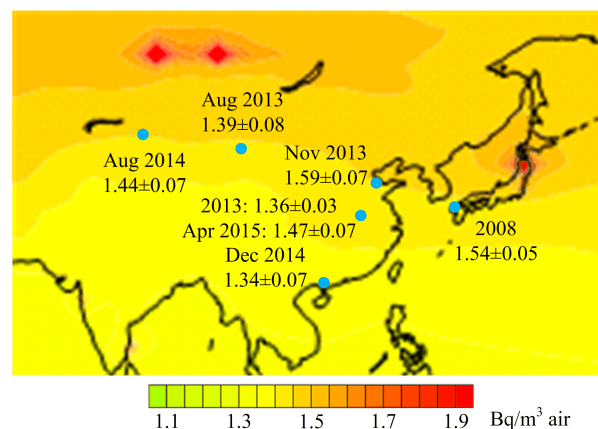 Aug 2013
1.39±0.08
Aug 2014
1.44±0.07
Nov 2013
1.59±0.07
2013: 1.36±0.03
Apr 2015: 1.47±0.07
Dec 2014
1.34±0.07
2008
1.54±0.05
1.1 1.3 1.5 1.7 1.9 Bq/m³ air